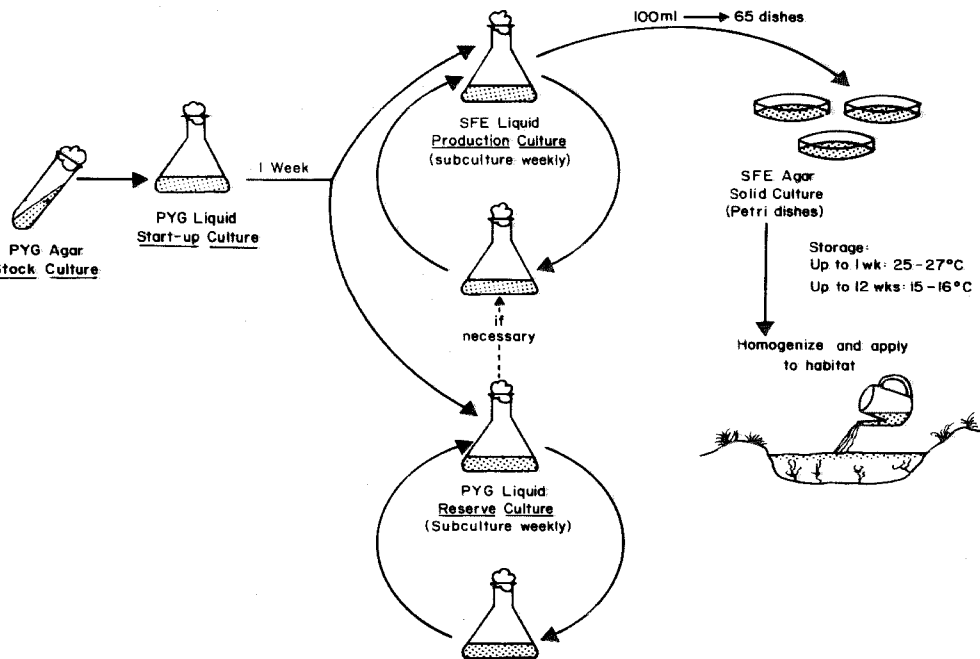 100ml → 65 dishes
SFE Liquid
Production Culture
(subculture weekly)
1 Week
PYG Liquid
Start-up Culture
PYG Agar
Stock Culture
SFE Agar
Solid Culture
(Petri dishes)
Storage:
Up to 1wk: 25-27°C
Up to 12 wks: 15-16°C
if
necessary
Homogenize and apply
to habitat
PYG Liquid
Reserve Culture
(Subculture weekly)